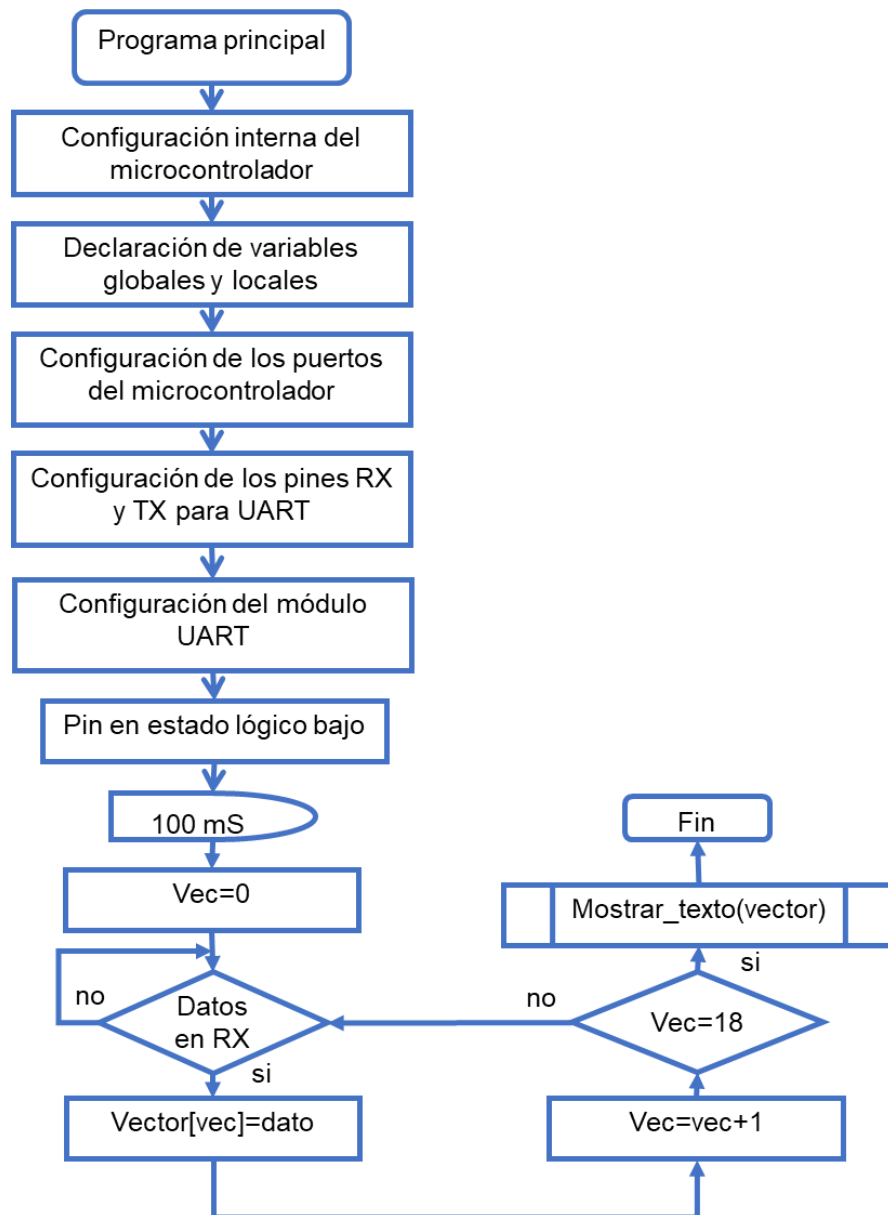 Programa principal
Configuración interna del
microcontrolador
Declaración de variables
globales y locales
Configuración de los puertos
del microcontrolador
Configuración de los pines RX
y TX para UART
Configuración del módulo
UART
Pin en estado lógico bajo
100 mS
Vec=0
no
Datos
en RX
si
Vector[vec]=dato
Vec=vec+1
no
Vec=18
si
Mostrar_texto(vector)
Fin